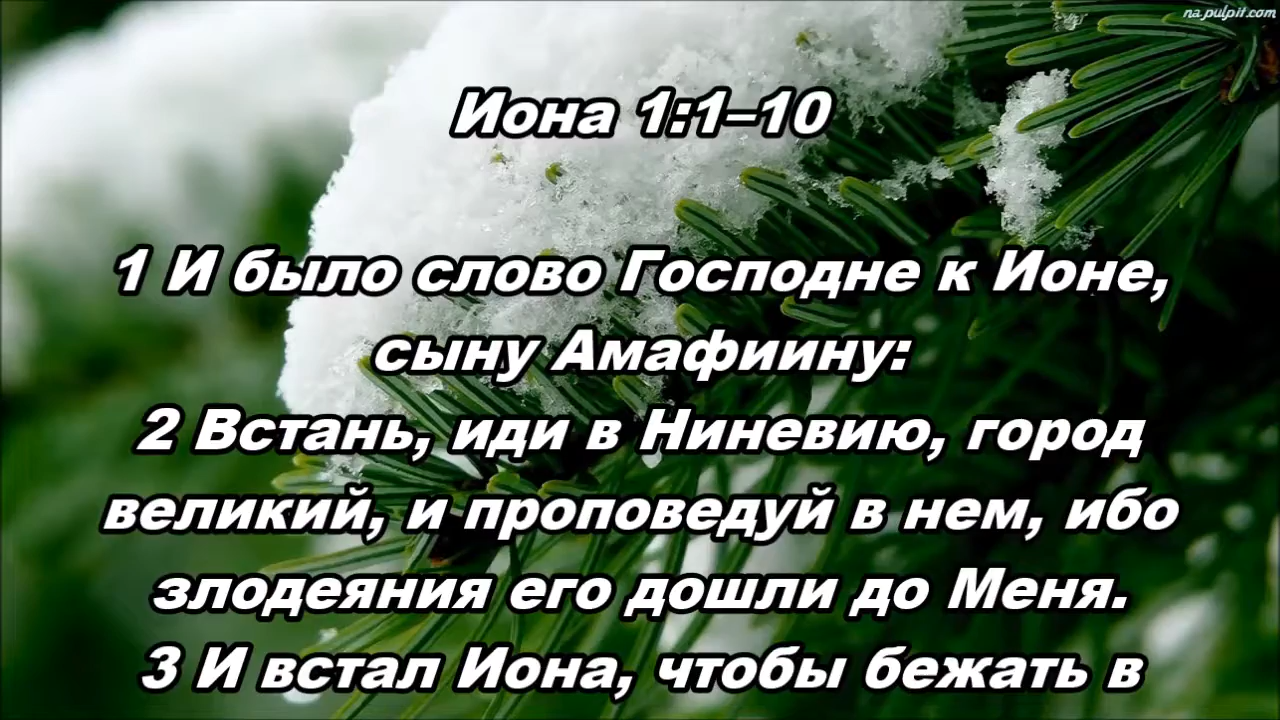 na.pulpit.com
Иона 1:1–10
1 И было слово Господне к Ионе,
сыну Амафиину:
2 Встань, иди в Ниневию, город
великий, и проповедуй в нем, ибо
злодеяния его дошли до Меня.
3 И встал Иона, чтобы бежать в